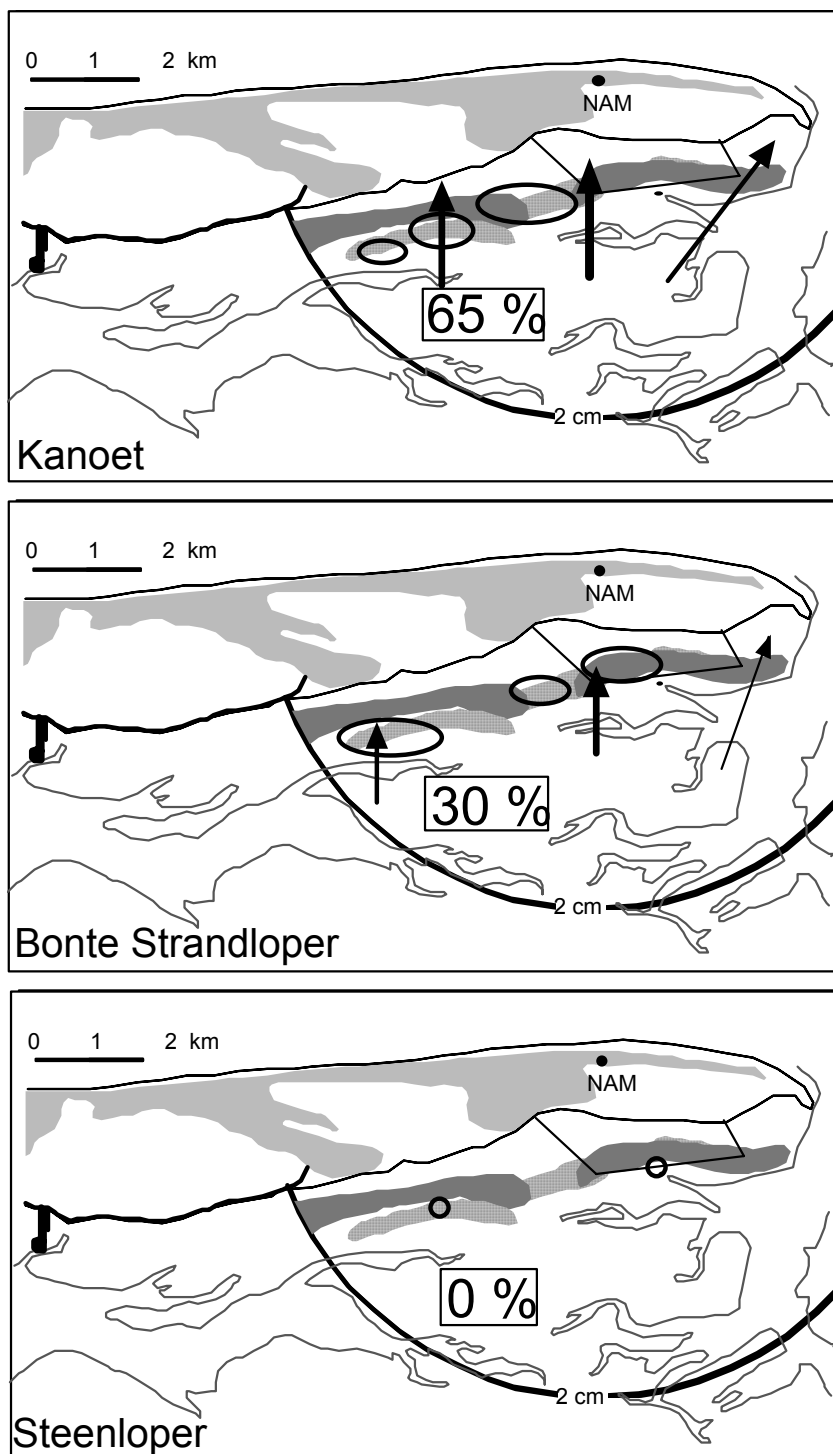 0 1 2 km
NAM
65 %
2 cm
Kanoet
0 1 2 km
NAM
30 %
2 cm
Bonte Strandloper
0 1 2 km
NAM
0 %
2 cm
Steenloper